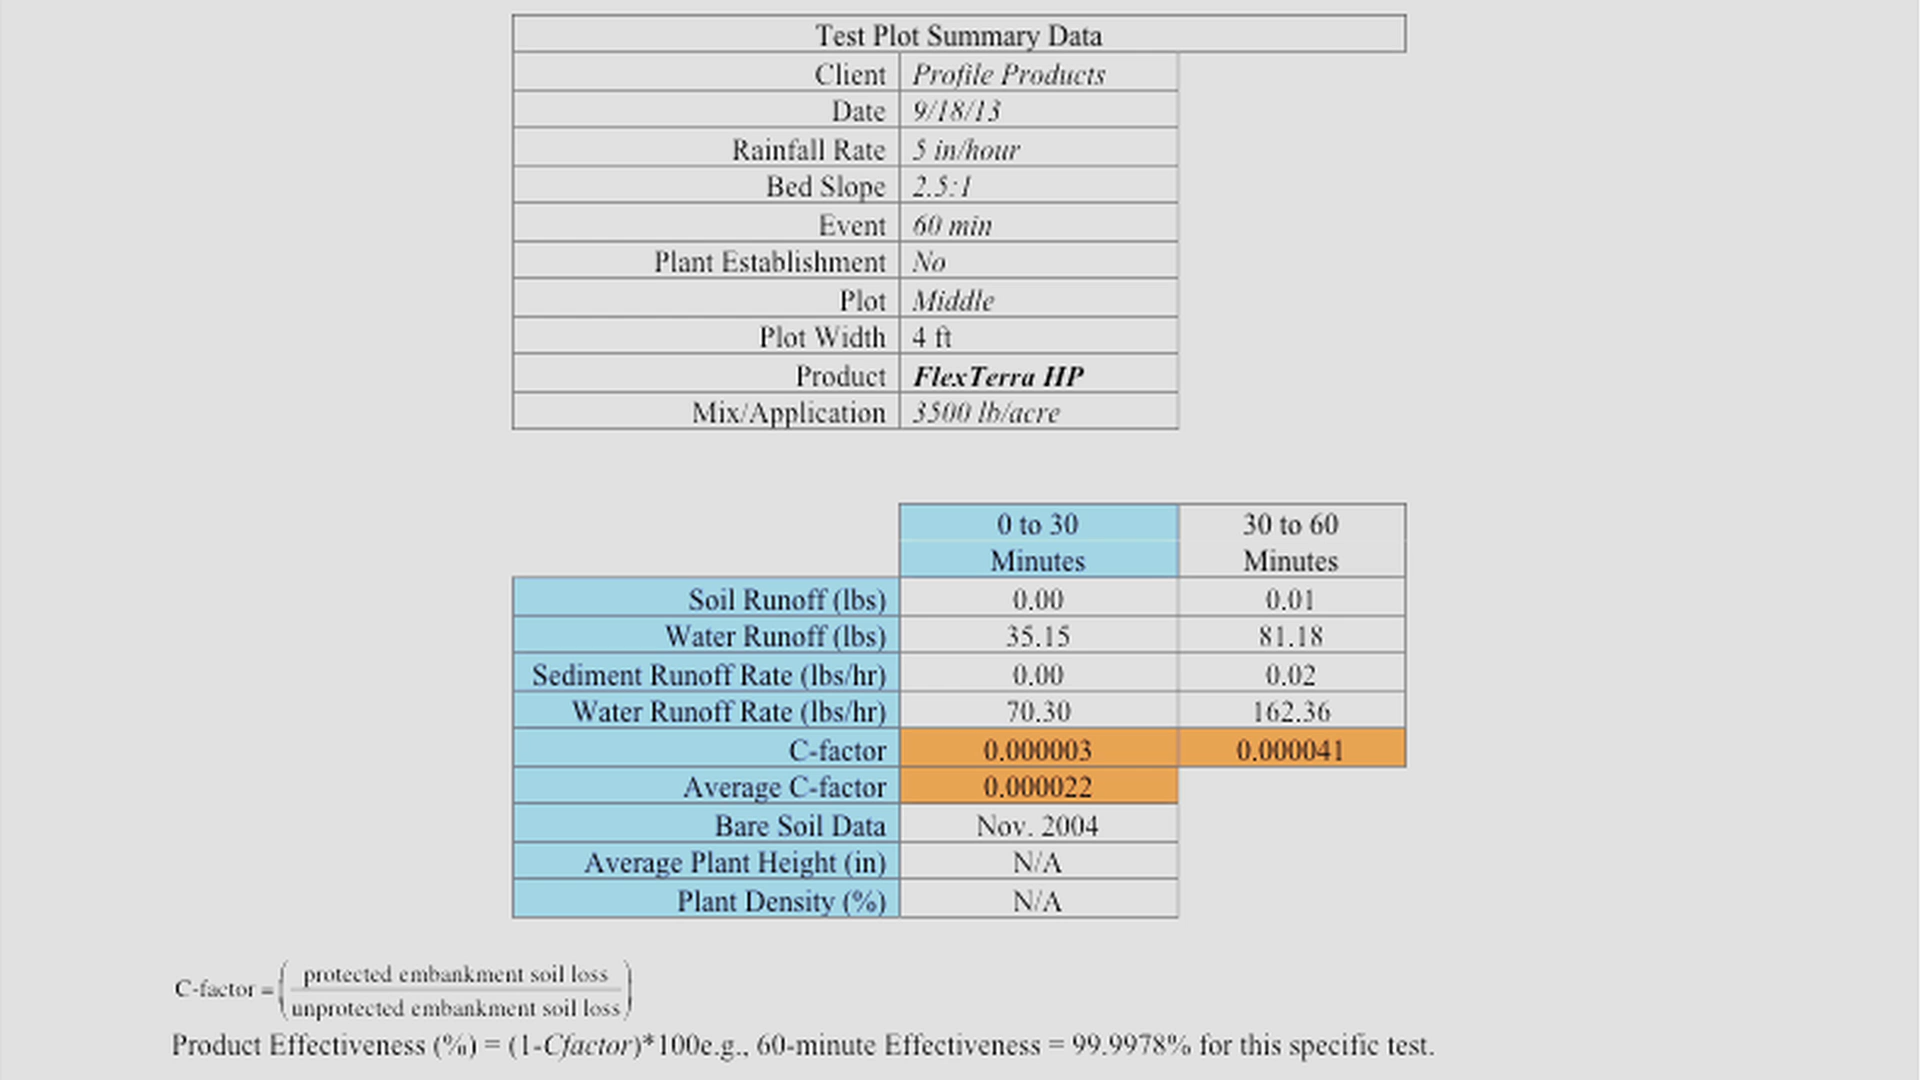 Test Plot Summary Data
Client Profile Products
Date 9/18/13
Rainfall Rate 5 in/hour
Bed Slope 2.5:1
Event 60 min
Plant Establishment No
Plot Middle
Plot Width 4 ft
Product FlexTerra HP
Mix/Application 3500 lb/acre
0 to 30 Minutes 30 to 60 Minutes
Soil Runoff (lbs) 0.00 0.01
Water Runoff (lbs) 35.15 81.18
Sediment Runoff Rate (lbs/hr) 0.00 0.02
Water Runoff Rate (lbs/hr) 70.30 162.36
C-factor 0.000003 0.000041
Average C-factor 0.000022
Bare Soil Data Nov. 2004
Average Plant Height (in) N/A
Plant Density (%) N/A
C-factor = (protected embankment soil loss / unprotected embankment soil loss)
Product Effectiveness (%) = (1-Cfactor)*100e.g., 60-minute Effectiveness = 99.9978% for this specific test.